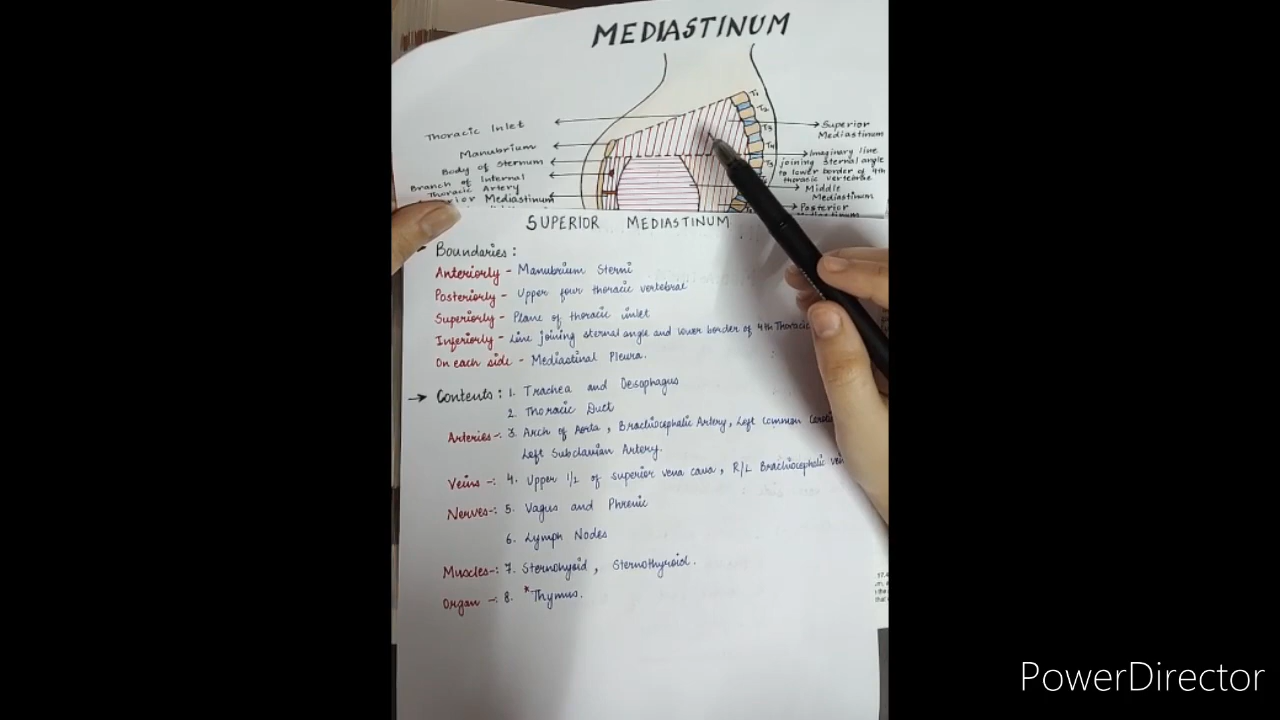 MEDIASTINUM
T1
T2
T3
T4
T5
Thoracic Inlet
Manubrium
Body of Sternum
Branch of Internal
Thoracic Artery
Mediastinum
Superior
Mediastinum
Imaginary line
joining sternal angle
to lower border of 4th
thoracic vertebrae
Middle
Mediastinum
Posterior
SUPERIOR MEDIASTINUM
Boundaries:
Anteriorly - Manubrium Sterni
Posteriorly - Upper four thoracic vertebral
Superiorly - Plane of thoracic inlet
Inferiorly - Line joining sternal angle and lower border of 4th Thoracic
On each side - Mediastinal Pleura.
→ Contents: 1. Trachea and Oesophagus
2. Thoracic Duct
Arteries-: 3. Arch of Aorta, Brachiocephalic Artery, Left Common
Left Subclavian Artery.
Veins -: 4. Upper 1/2 of superior vena cava, R/L Brachiocephalic
Nerves-: 5. Vagus and Phrenic
6. Lymph Nodes
Muscles-: 7. Sternohyoid, Sternothyroid.
Organ -: 8. *Thymus.
PowerDirector